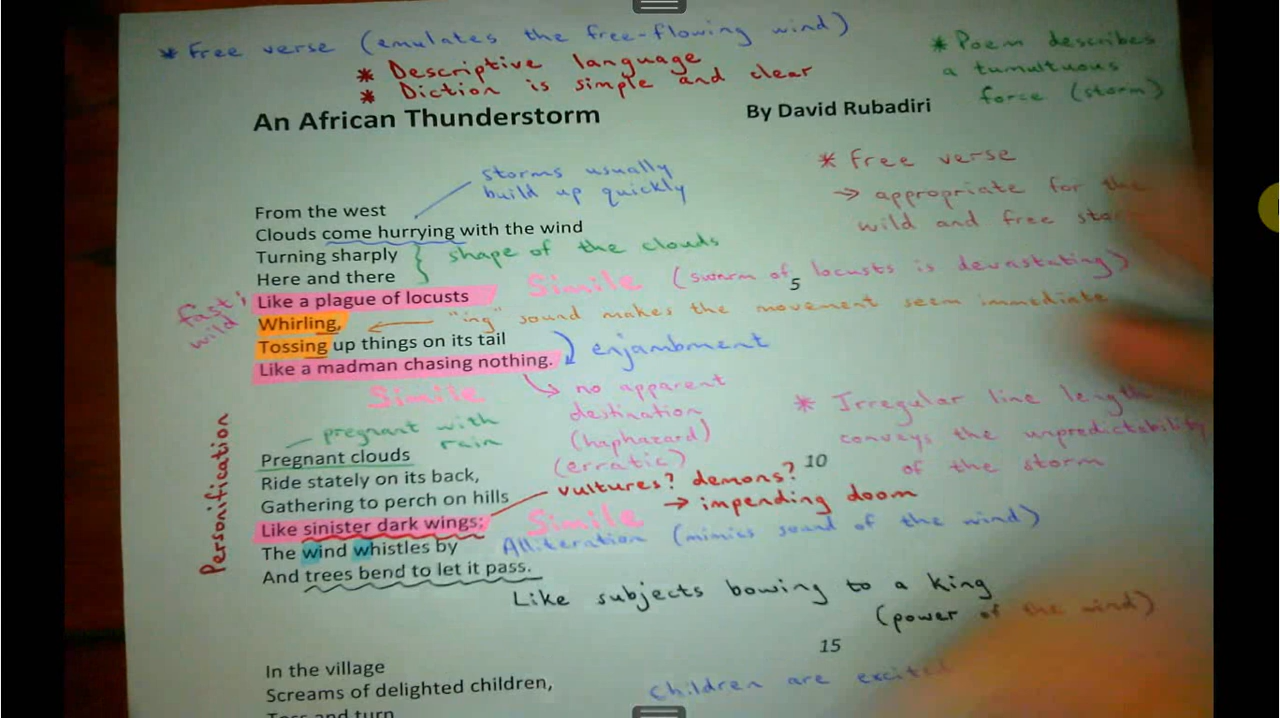 * Free verse (emulates the free-flowing wind)
* Descriptive language
* Diction is simple and clear
* Poem describes
a tumultuous
force (storm)
An African Thunderstorm
By David Rubadiri
storms usually
build up quickly
* free verse
→ appropriate for the
wild and free
From the west
Clouds come hurrying with the wind
Turning sharply
Here and there
shape of the clouds
Like a plague of locusts
Simile (swarm of locusts is devastating)
5
fast;
wild
Whirling,
"ing" sound makes the movement seem immediate
Tossing up things on its tail
enjambment
Like a madman chasing nothing.
Simile
no apparent
destination
(haphazard)
(erratic)
* Irregular line length
conveys the unpredictability
of the storm
Personification
pregnant with
rain
Pregnant clouds
10
Ride stately on its back,
Gathering to perch on hills
vultures? demons?
→ impending doom
Like sinister dark wings;
Simile
The wind whistles by
Alliteration (mimics sound of the wind)
And trees bend to let it pass.
Like subjects bowing to a king
(power of the wind)
15
In the village
Screams of delighted children,
children are
Toss and turn